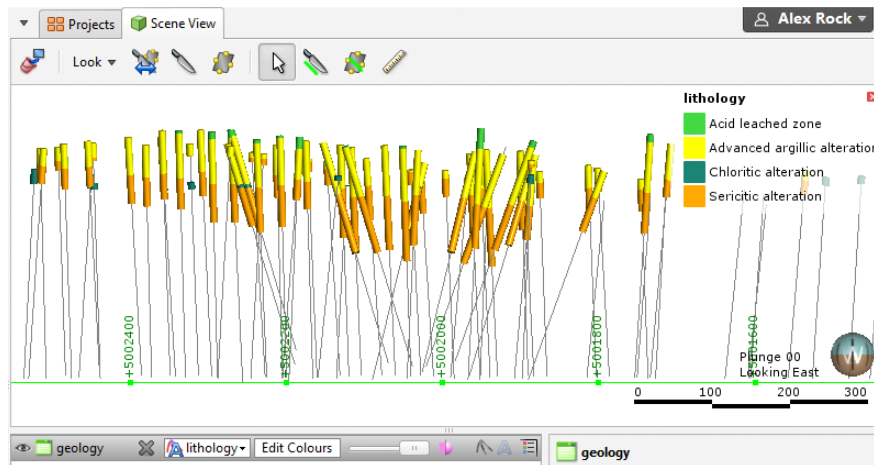 Projects
Scene View
Alex Rock
Look
lithology
Acid leached zone
Advanced argillic alteration
Chloritic alteration
Sericitic alteration
+5002400
+5002200
+5002000
+5001800
+5001600
Plunge 00
Looking East
0 100 200 300
geology
lithology
Edit Colours
geology